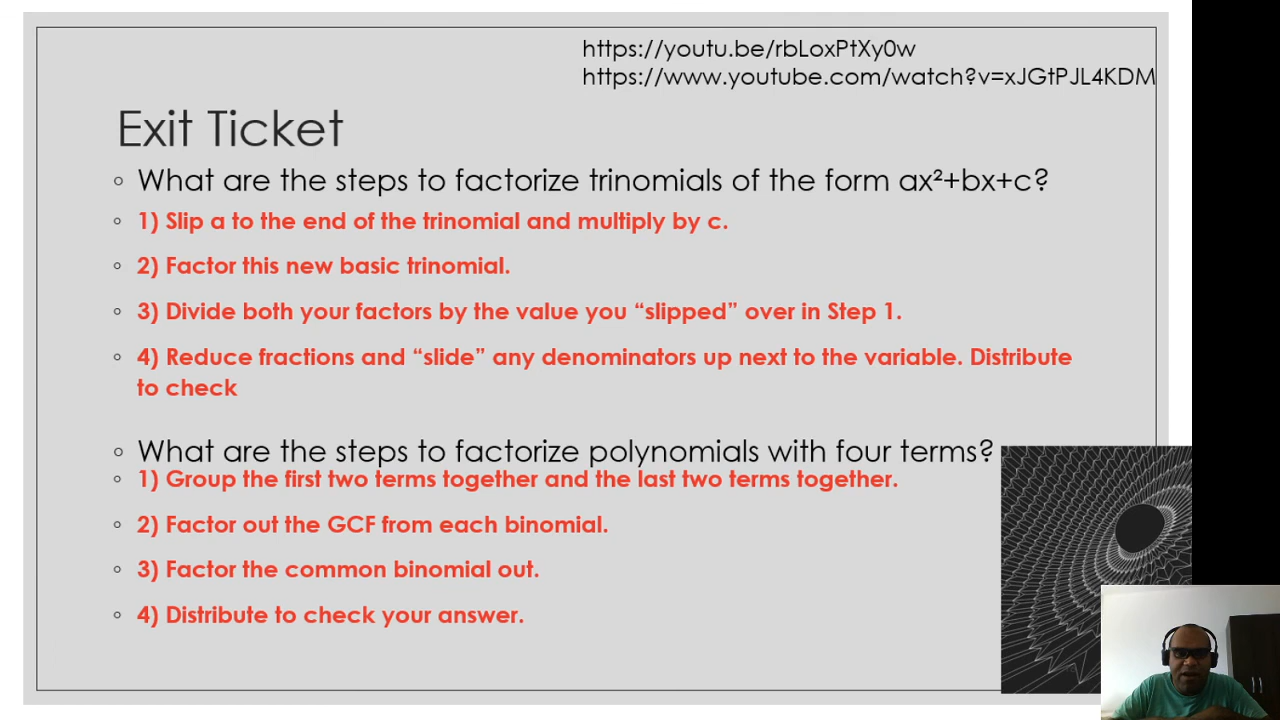 https://youtu.be/rbLoxPtXy0w
https://www.youtube.com/watch?v=xJGtPJL4KDM
Exit Ticket
◦ What are the steps to factorize trinomials of the form ax²+bx+c?
◦ 1) Slip a to the end of the trinomial and multiply by c.
◦ 2) Factor this new basic trinomial.
◦ 3) Divide both your factors by the value you “slipped” over in Step 1.
◦ 4) Reduce fractions and “slide” any denominators up next to the variable. Distribute
to check
◦ What are the steps to factorize polynomials with four terms?
◦ 1) Group the first two terms together and the last two terms together.
◦ 2) Factor out the GCF from each binomial.
◦ 3) Factor the common binomial out.
◦ 4) Distribute to check your answer.